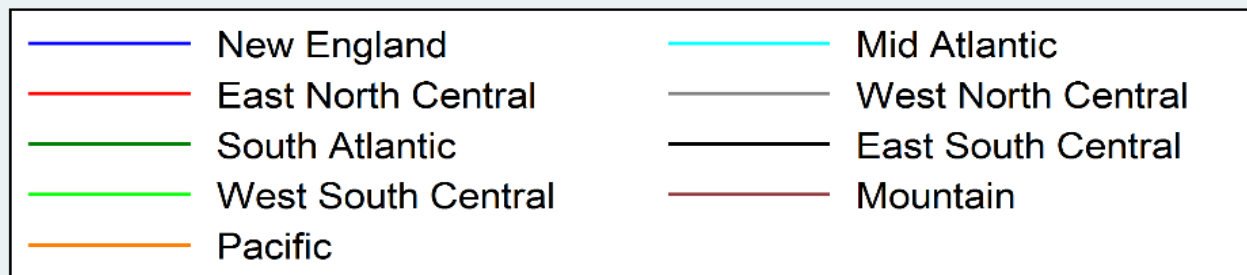 New England Mid Atlantic
East North Central West North Central
South Atlantic East South Central
West South Central Mountain
Pacific